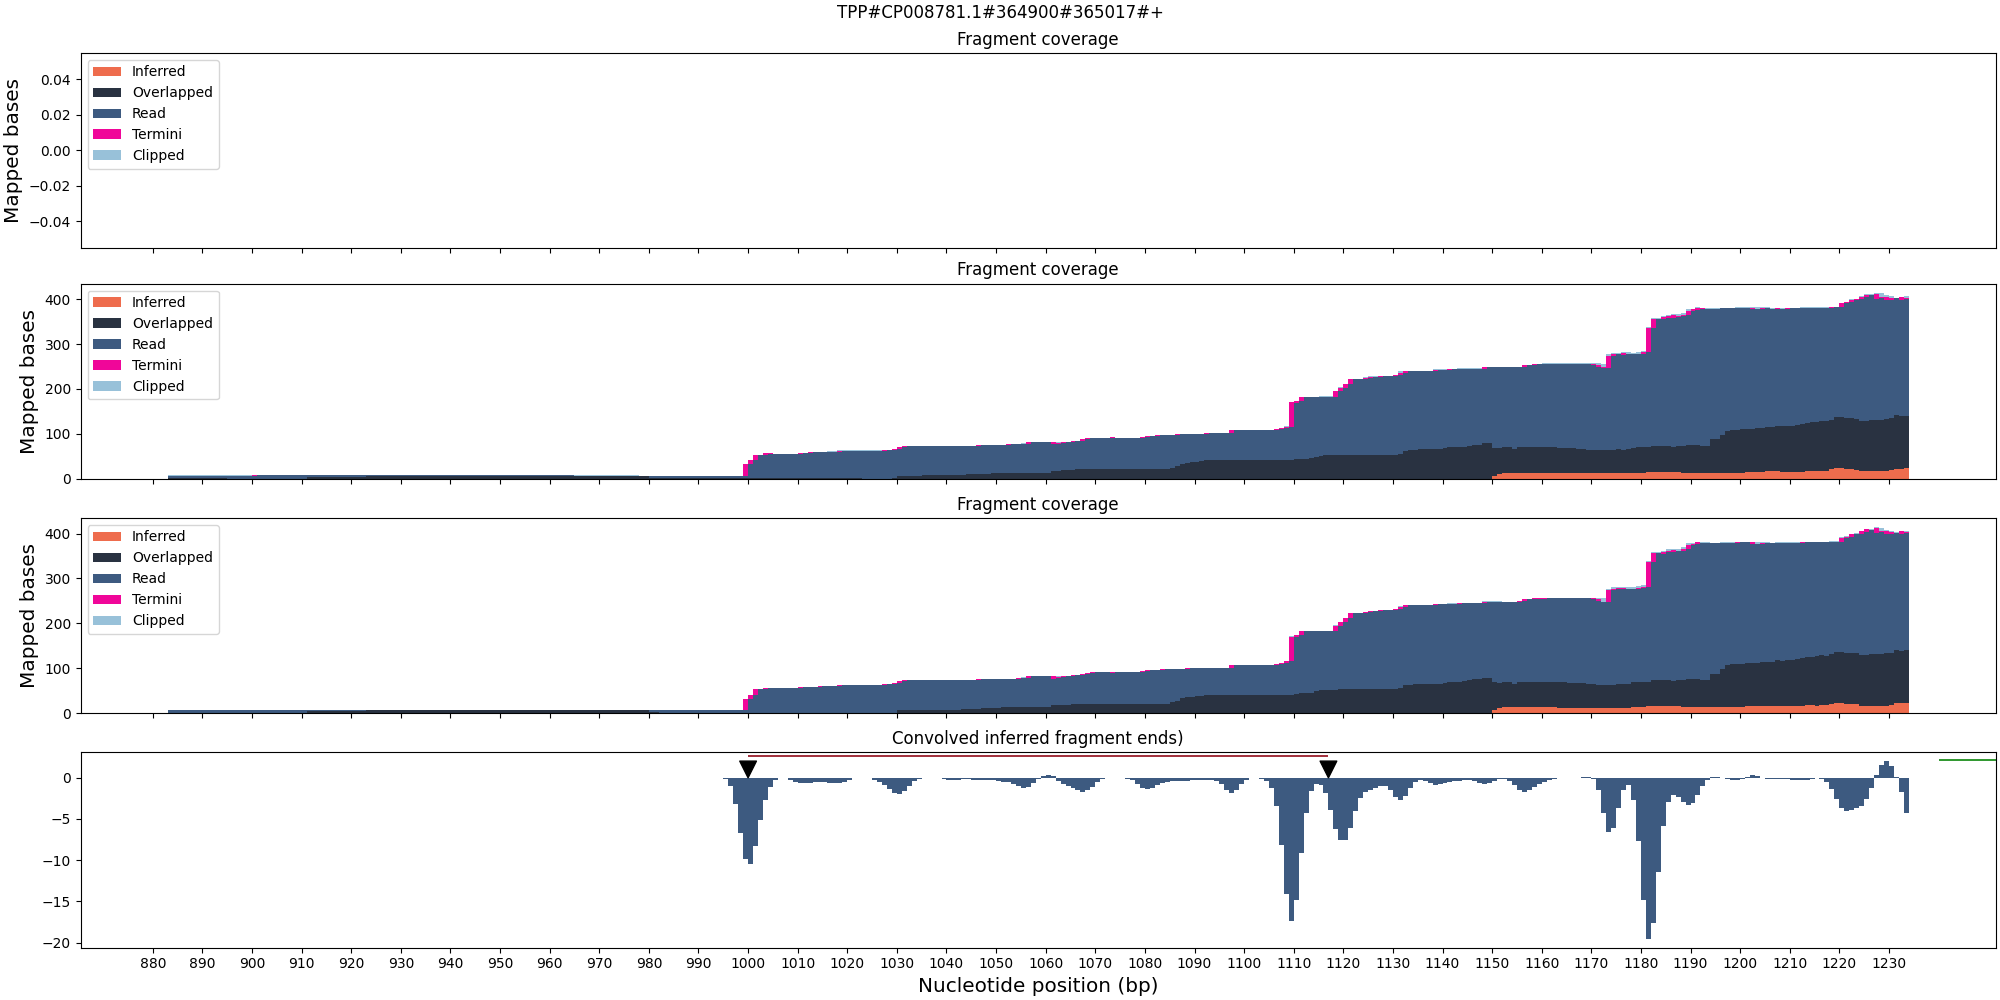 TPP#CP008781.1#364900#365017#+
Fragment coverage
Mapped bases
0.04
0.02
0.00
−0.02
−0.04
Inferred
Overlapped
Read
Termini
Clipped
Fragment coverage
Mapped bases
400
300
200
100
0
Inferred
Overlapped
Read
Termini
Clipped
Fragment coverage
Mapped bases
400
300
200
100
0
Inferred
Overlapped
Read
Termini
Clipped
Convolved inferred fragment ends)
0
−5
−10
−15
−20
880 890 900 910 920 930 940 950 960 970 980 990 1000 1010 1020 1030 1040 1050 1060 1070 1080 1090 1100 1110 1120 1130 1140 1150 1160 1170 1180 1190 1200 1210 1220 1230
Nucleotide position (bp)